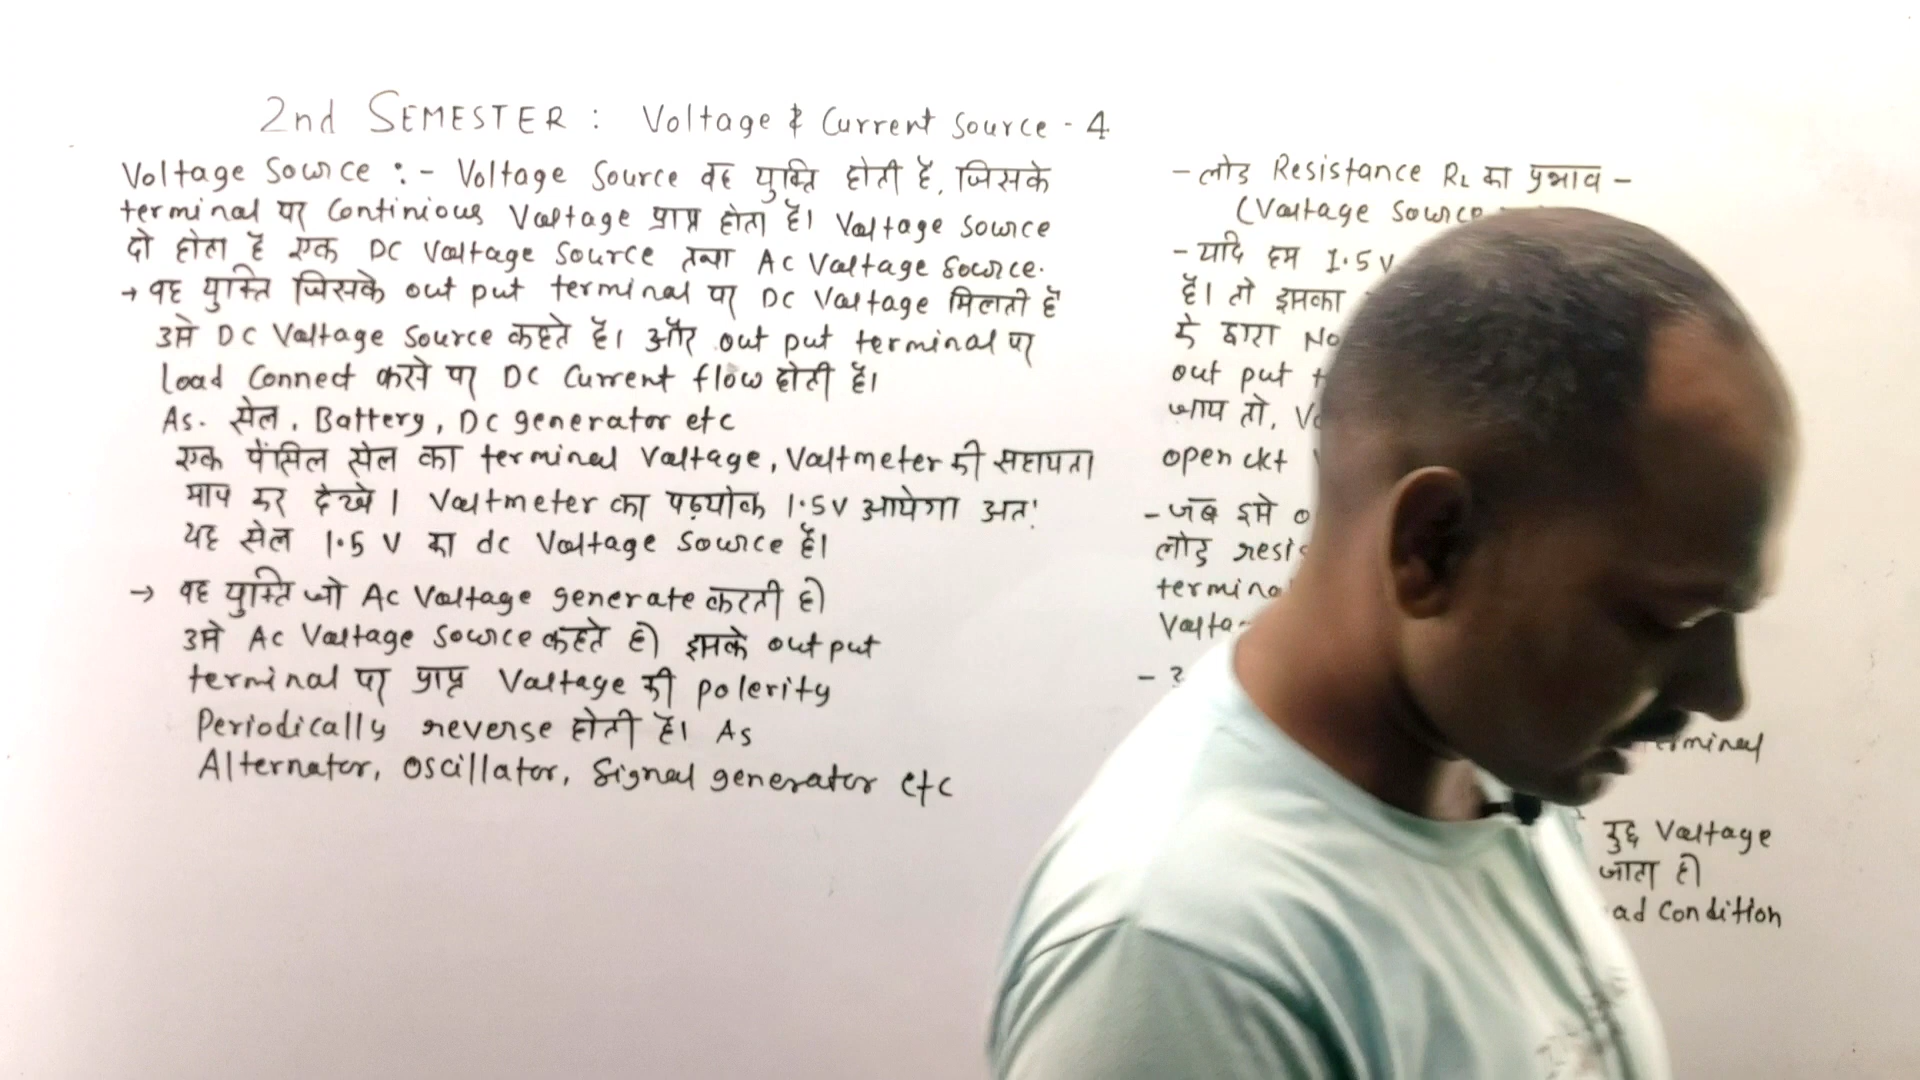 2nd SEMESTER : Voltage & Current Source - 4
Voltage Source : - Voltage Source वह युक्ति होती है, जिसके
terminal पर Continious Voltage प्राप्त होता है। Voltage Source
दो होता है एक DC Voltage Source तथा AC Voltage Source.
→ वह युक्ति जिसके out put terminal पर DC Voltage मिलती है
उसे DC Voltage Source कहते है। और out put terminal पर
Load Connect करने पर DC Current flow होती है।
As. सेल, Battery, DC generator etc
एक पेंसिल सेल का terminal Voltage, Voltmeter की सहायता
माप कर देखे। Voltmeter का पठ्योक 1.5V आयेगा अत:
यह सेल 1.5 V का dc Voltage Source है।
→ वह युक्ति जो AC Voltage generate करती है।
उसे AC Voltage Source कहते है। इसके out put
terminal पर प्राप्त Voltage की polerity
Periodically reverse होती है। As
Alternator, Oscillator, Signal generator etc
- लोड Resistance RL का प्रभाव -
(Voltage Source
- यदि हम 1.5V
है। तो इसका
के द्वारा No
out put
जाय तो,
open ckt
- जब इसे
लोड
Voltage
terminal
कुछ Voltage
जाता है।
ad Condition